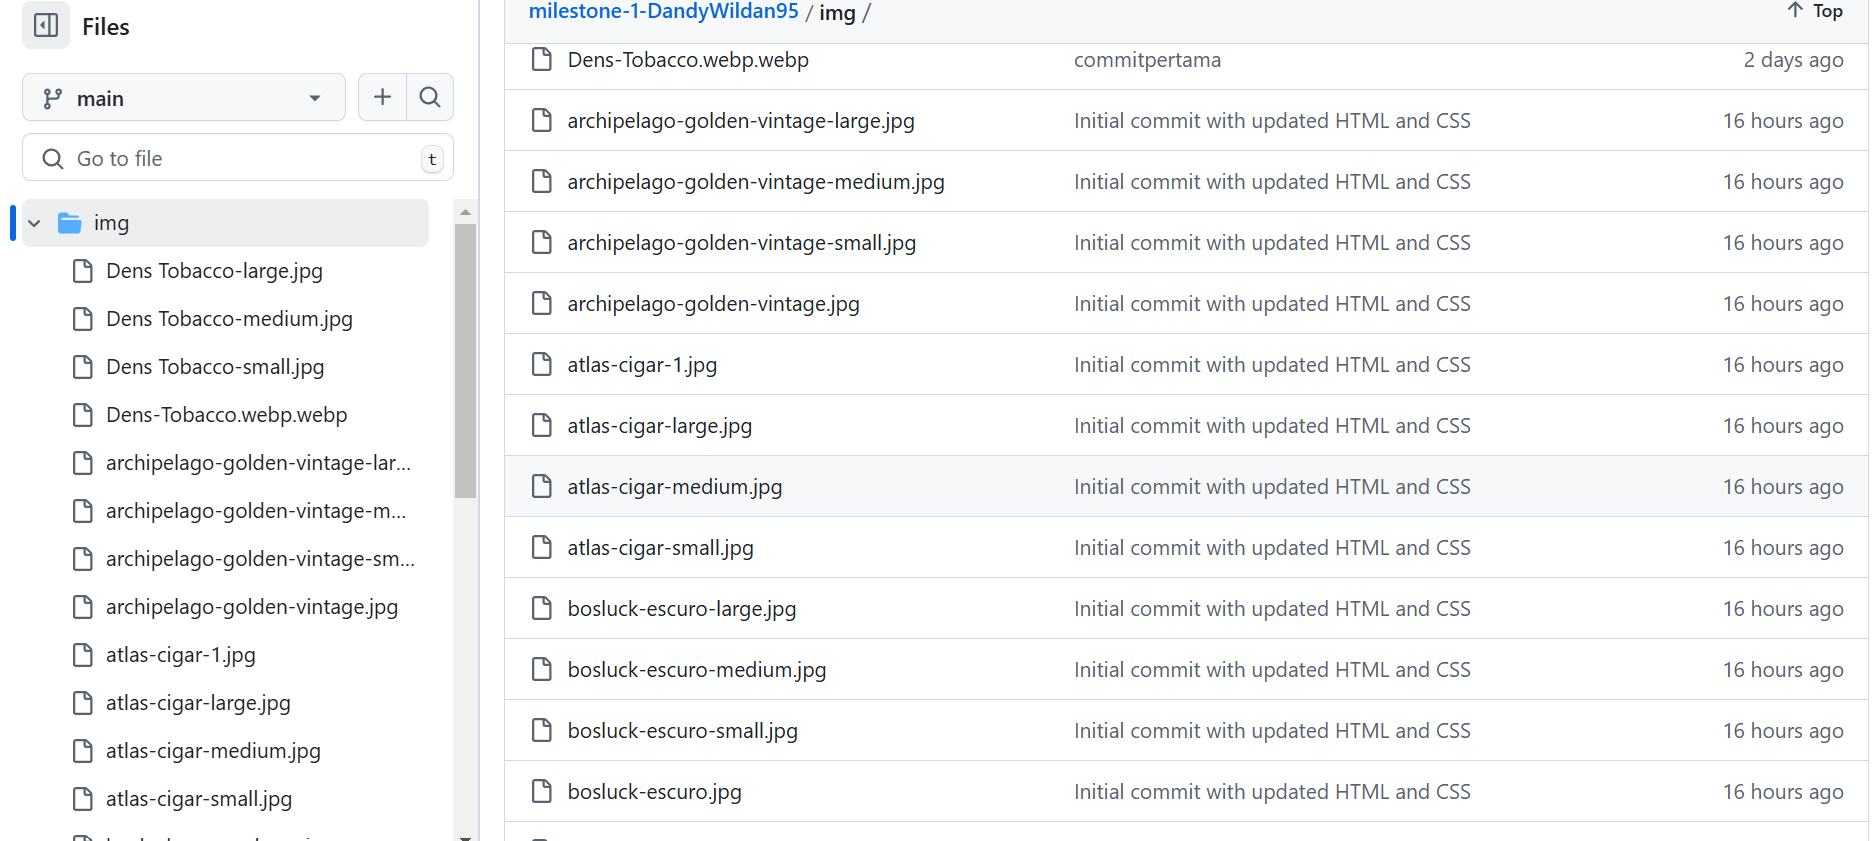 Files
main
Go to file
t
img
Dens Tobacco-large.jpg
Dens Tobacco-medium.jpg
Dens Tobacco-small.jpg
Dens-Tobacco.webp.webp
archipelago-golden-vintage-lar...
archipelago-golden-vintage-m...
archipelago-golden-vintage-sm...
archipelago-golden-vintage.jpg
atlas-cigar-1.jpg
atlas-cigar-large.jpg
atlas-cigar-medium.jpg
atlas-cigar-small.jpg
milestone-1-DandyWildan95 / img / Top
Dens-Tobacco.webp.webp commitpertama 2 days ago
archipelago-golden-vintage-large.jpg Initial commit with updated HTML and CSS 16 hours ago
archipelago-golden-vintage-medium.jpg Initial commit with updated HTML and CSS 16 hours ago
archipelago-golden-vintage-small.jpg Initial commit with updated HTML and CSS 16 hours ago
archipelago-golden-vintage.jpg Initial commit with updated HTML and CSS 16 hours ago
atlas-cigar-1.jpg Initial commit with updated HTML and CSS 16 hours ago
atlas-cigar-large.jpg Initial commit with updated HTML and CSS 16 hours ago
atlas-cigar-medium.jpg Initial commit with updated HTML and CSS 16 hours ago
atlas-cigar-small.jpg Initial commit with updated HTML and CSS 16 hours ago
bosluck-escuro-large.jpg Initial commit with updated HTML and CSS 16 hours ago
bosluck-escuro-medium.jpg Initial commit with updated HTML and CSS 16 hours ago
bosluck-escuro-small.jpg Initial commit with updated HTML and CSS 16 hours ago
bosluck-escuro.jpg Initial commit with updated HTML and CSS 16 hours ago